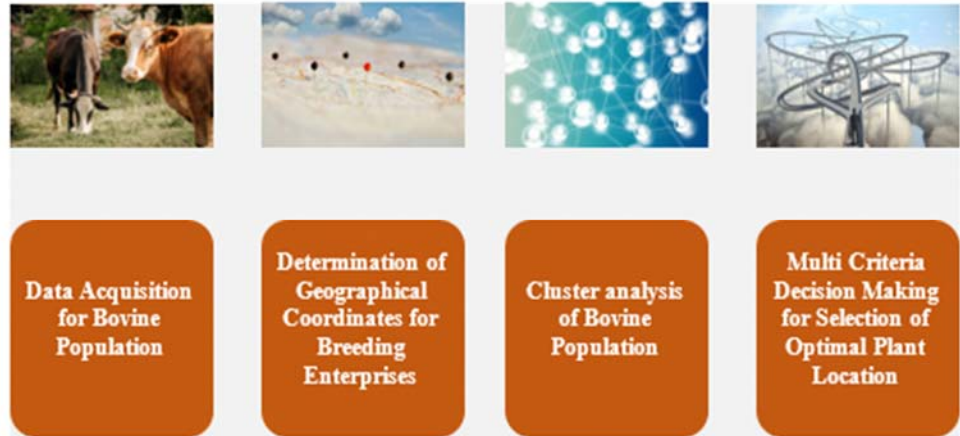 Data Acquisition
for Bovine
Population
Determination of
Geographical
Coordinates for
Breeding
Enterprises
Cluster analysis
of Bovine
Population
Multi Criteria
Decision Making
for Selection of
Optimal Plant
Location